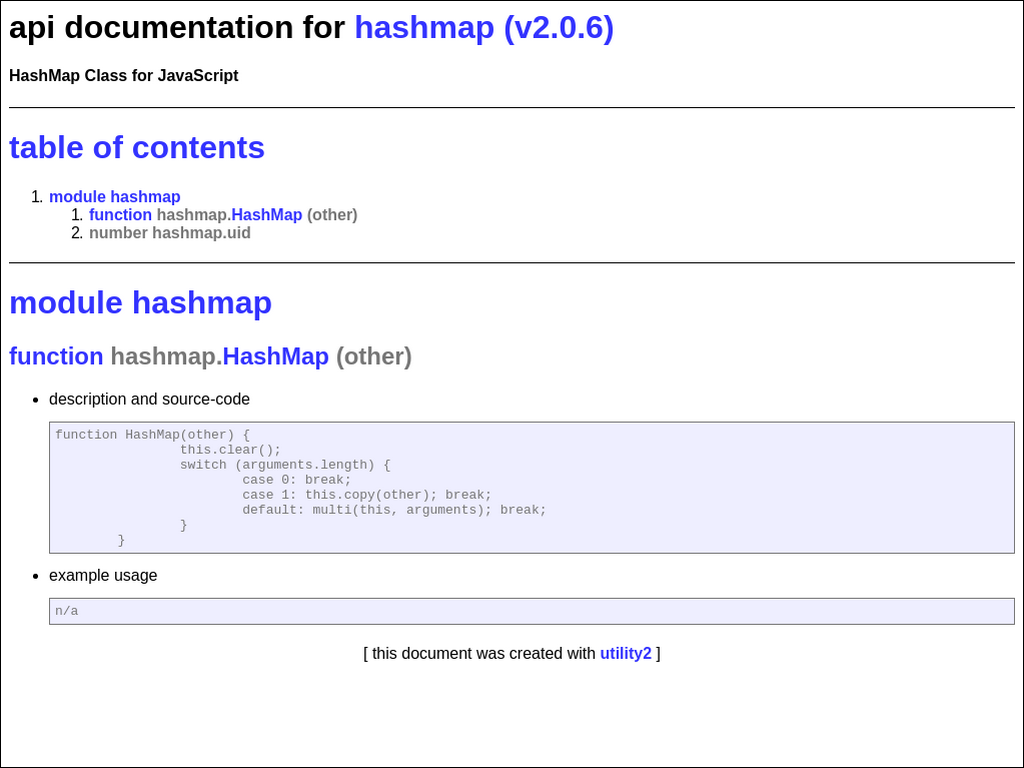 api documentation for hashmap (v2.0.6)
HashMap Class for JavaScript
table of contents
1. module hashmap
1. function hashmap.HashMap (other)
2. number hashmap.uid
module hashmap
function hashmap.HashMap (other)
• description and source-code
function HashMap(other) {
                this.clear();
                switch (arguments.length) {
                        case 0: break;
                        case 1: this.copy(other); break;
                        default: multi(this, arguments); break;
                }
        }
• example usage
n/a
[ this document was created with utility2 ]